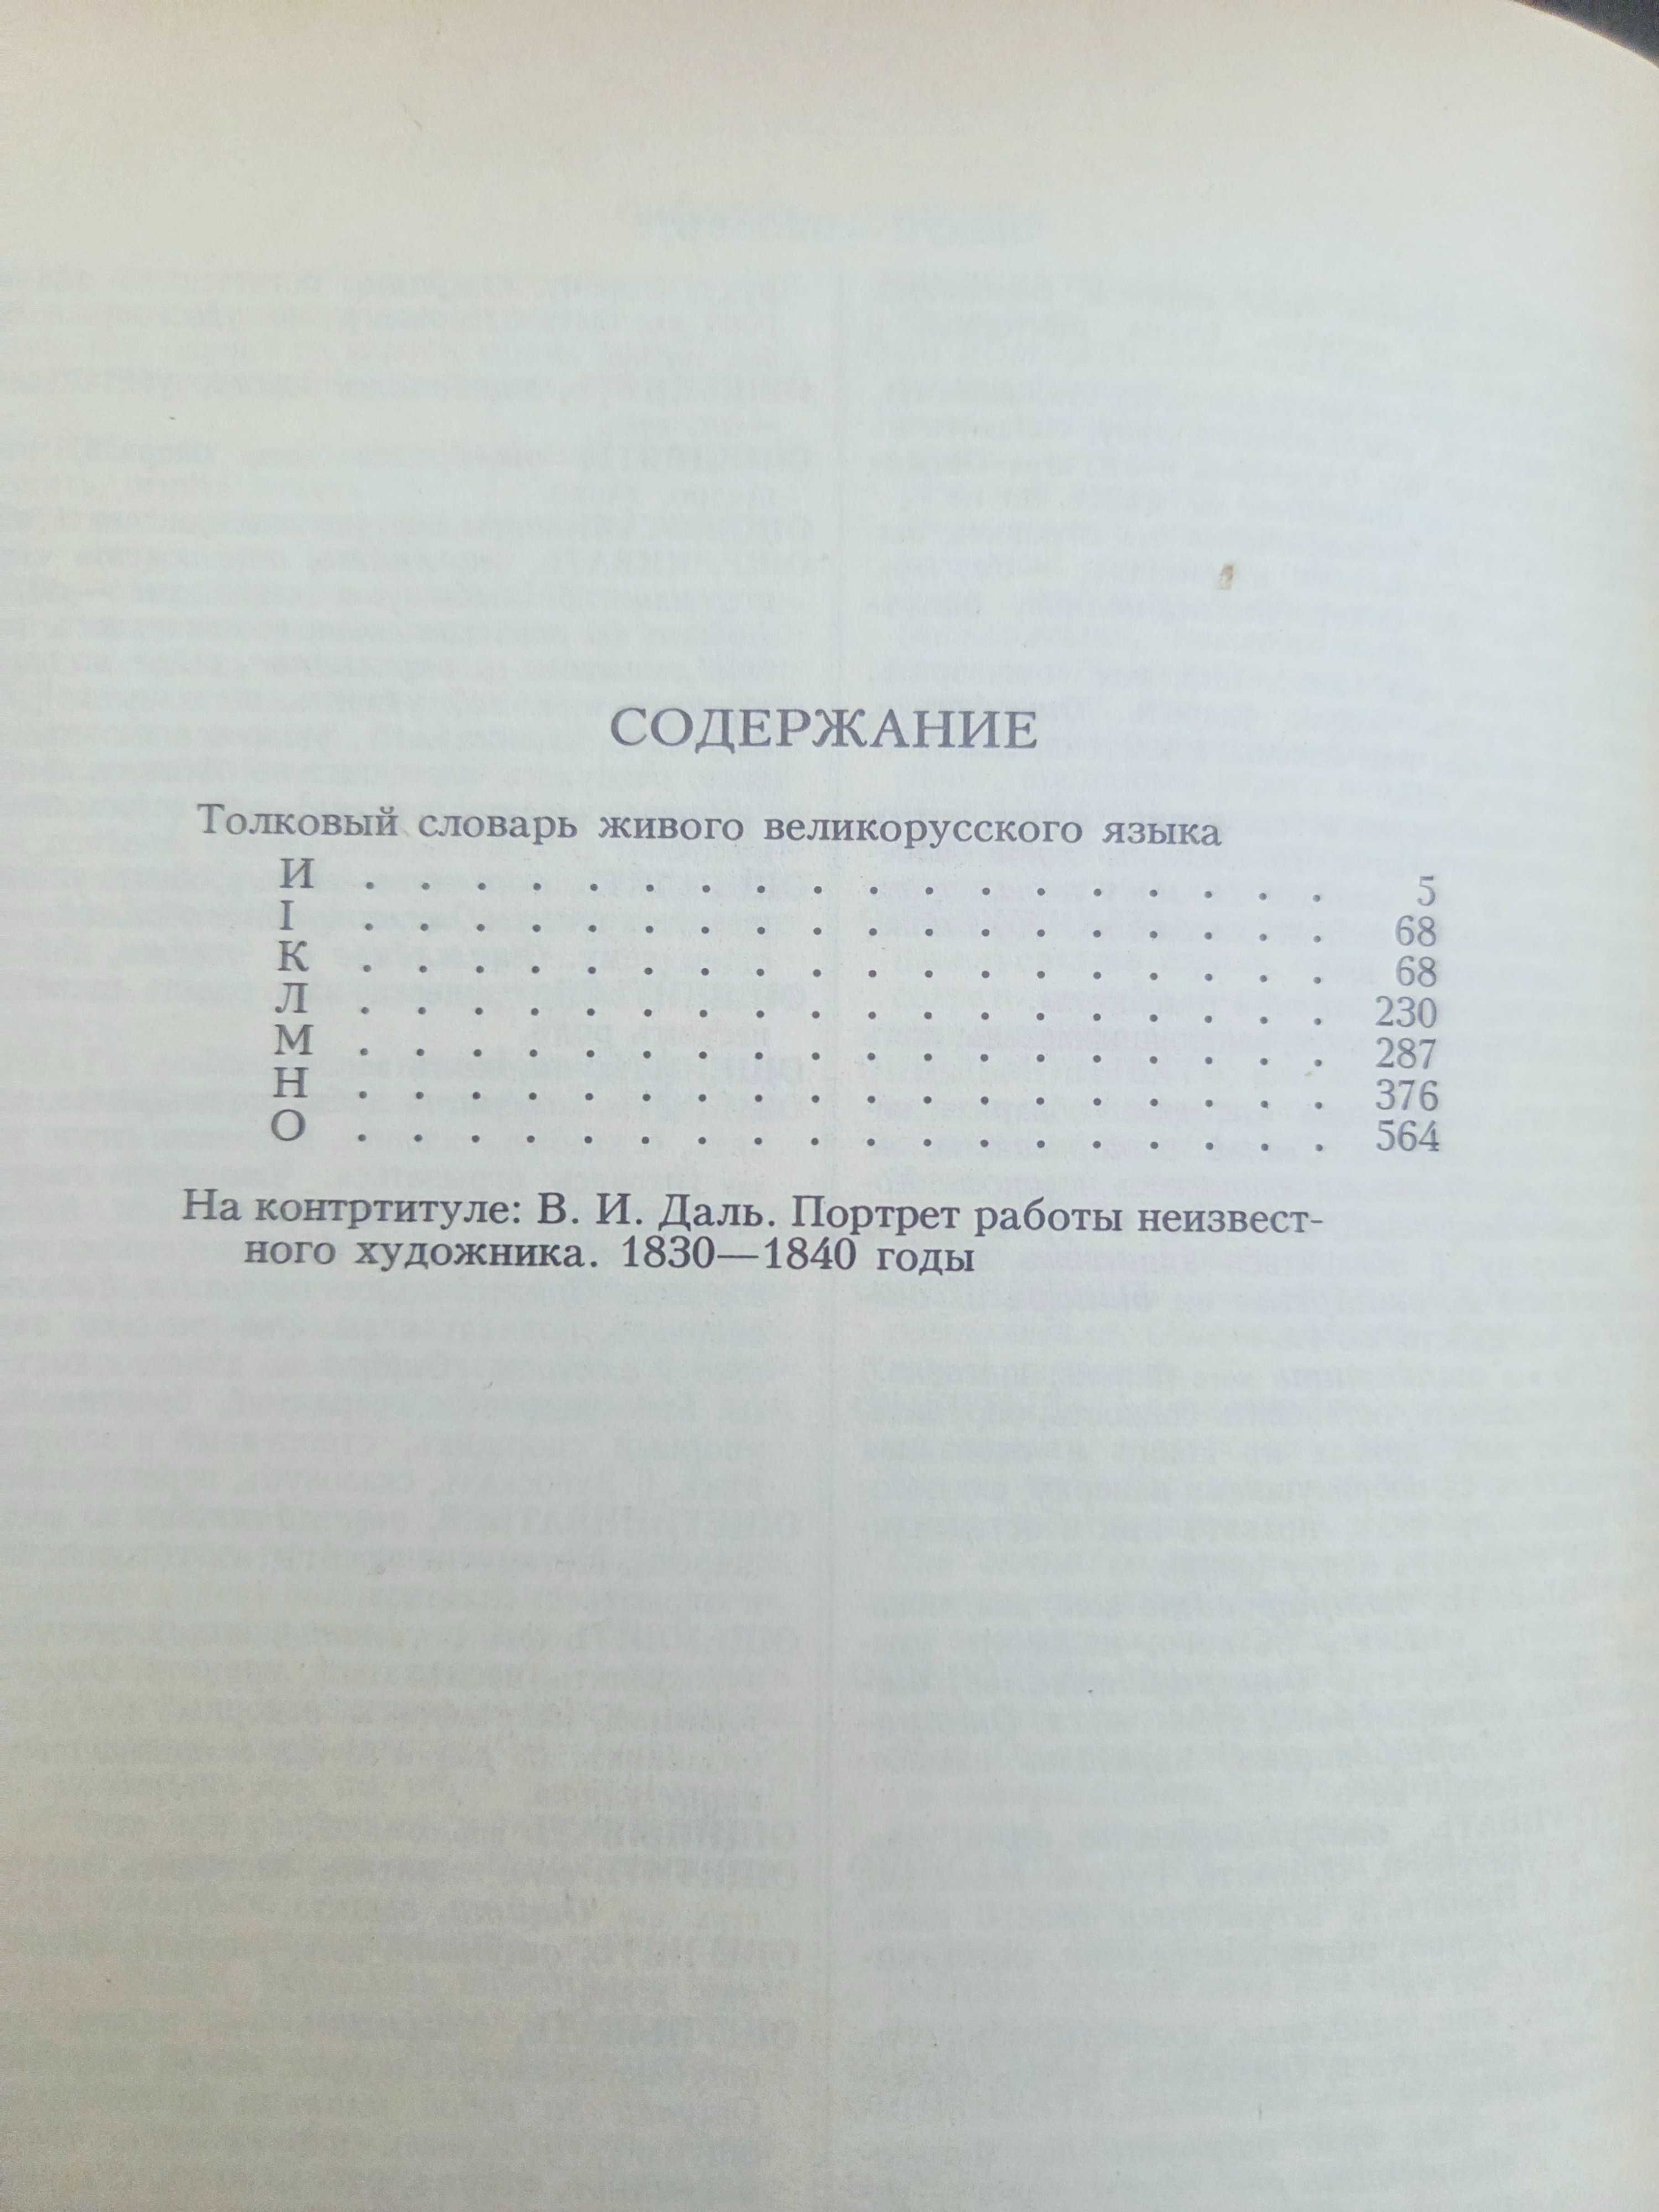 СОДЕРЖАНИЕ
Толковый словарь живого великорусского языка
И . . . . . . . . . . . . . . . . . . 5
І . . . . . . . . . . . . . . . . . . 68
К . . . . . . . . . . . . . . . . . . 68
Л . . . . . . . . . . . . . . . . . . 230
М . . . . . . . . . . . . . . . . . . 287
Н . . . . . . . . . . . . . . . . . . 376
О . . . . . . . . . . . . . . . . . . 564
На контртитуле: В. И. Даль. Портрет работы неизвест-
ного художника. 1830—1840 годы